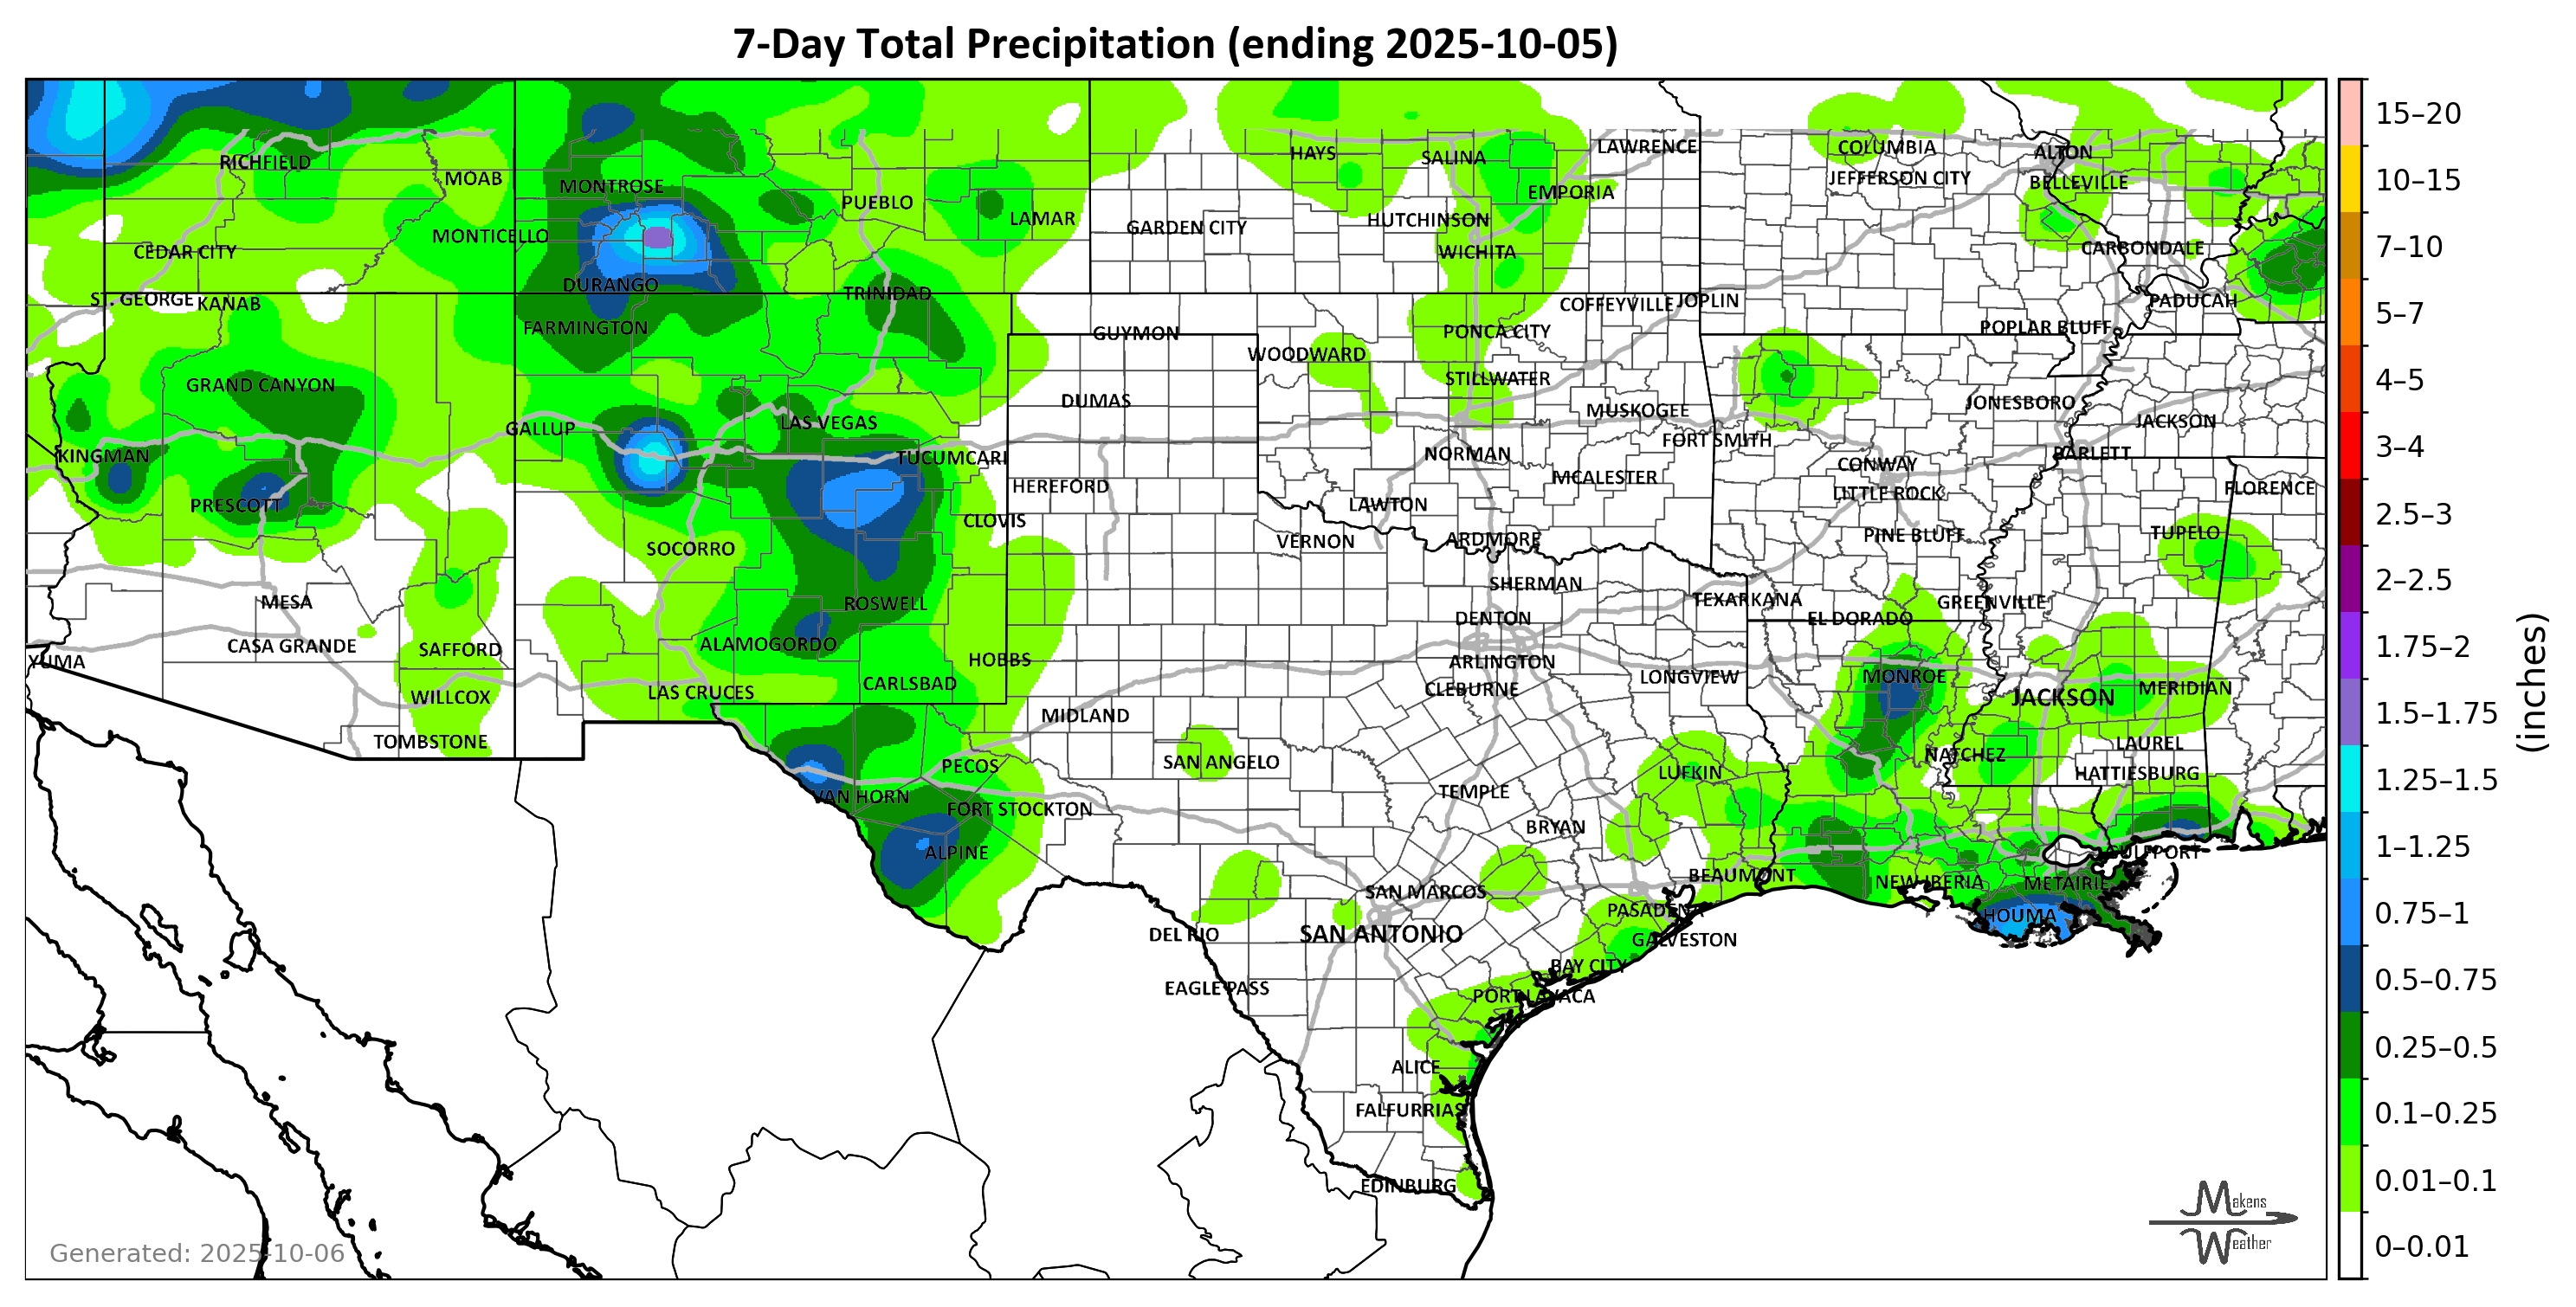 7-Day Total Precipitation (ending 2025-10-05)
RICHFIELD
MOAB
MONTROSE
PUEBLO
LAMAR
HAYS
SALINA
LAWRENCE
EMPORIA
COLUMBIA
JEFFERSON CITY
ALTON
BELLEVILLE
CEDAR CITY
MONTICELLO
GARDEN CITY
HUTCHINSON
WICHITA
CARBONDALE
ST. GEORGE
KANAB
DURANGO
TRINIDAD
COFFEYVILLE
JOPLIN
PADUCAH
FARMINGTON
GUYMON
PONCA CITY
POPLAR BLUFF
WOODWARD
GRAND CANYON
DUMAS
STILLWATER
JONESBORO
GALLUP
LAS VEGAS
MUSKOGEE
JACKSON
KINGMAN
TUCUMCARI
NORMAN
FORT SMITH
BARLETT
PRESCOTT
HEREFORD
LAWTON
MCALESTER
CONWAY
LITTLE ROCK
FLORENCE
CLOVIS
SOCORRO
VERNON
ARDMORE
PINE BLUFF
TUPELO
MESA
ROSWELL
SHERMAN
TEXARKANA
GREENVILLE
CASA GRANDE
SAFFORD
ALAMOGORDO
DENTON
EL DORADO
YUMA
HOBBS
ARLINGTON
WILLCOX
LAS CRUCES
CARLSBAD
CLEBURNE
LONGVIEW
MONROE
JACKSON
MERIDIAN
TOMBSTONE
MIDLAND
PECOS
SAN ANGELO
LUFKIN
NATCHEZ
LAUREL
HATTIESBURG
VAN HORN
FORT STOCKTON
TEMPLE
BRYAN
ALPINE
GULFPORT
SAN MARCOS
BEAUMONT
NEW IBERIA
METAIRIE
DEL RIO
SAN ANTONIO
PASADENA
GALVESTON
HOUMA
EAGLE PASS
BAY CITY
PORT LAVACA
ALICE
FALFURRIAS
EDINBURG
Generated: 2025-10-06
Makens
Weather
15–20
10–15
7–10
5–7
4–5
3–4
2.5–3
2–2.5
1.75–2
1.5–1.75
1.25–1.5
1–1.25
0.75–1
0.5–0.75
0.25–0.5
0.1–0.25
0.01–0.1
0–0.01
(inches)